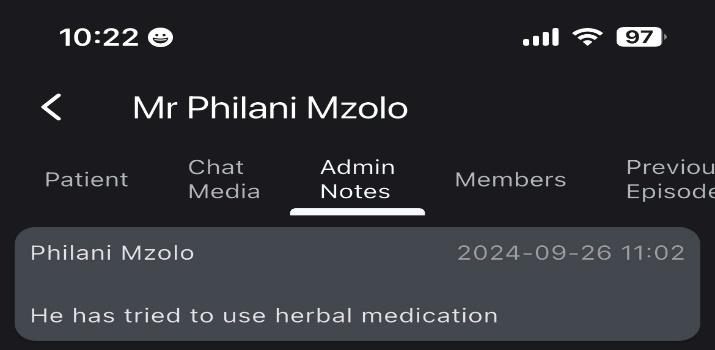 10:22
97
Mr Philani Mzolo
Patient
Chat
Media
Admin
Notes
Members
Previou
Episode
Philani Mzolo 2024-09-26 11:02
He has tried to use herbal medication